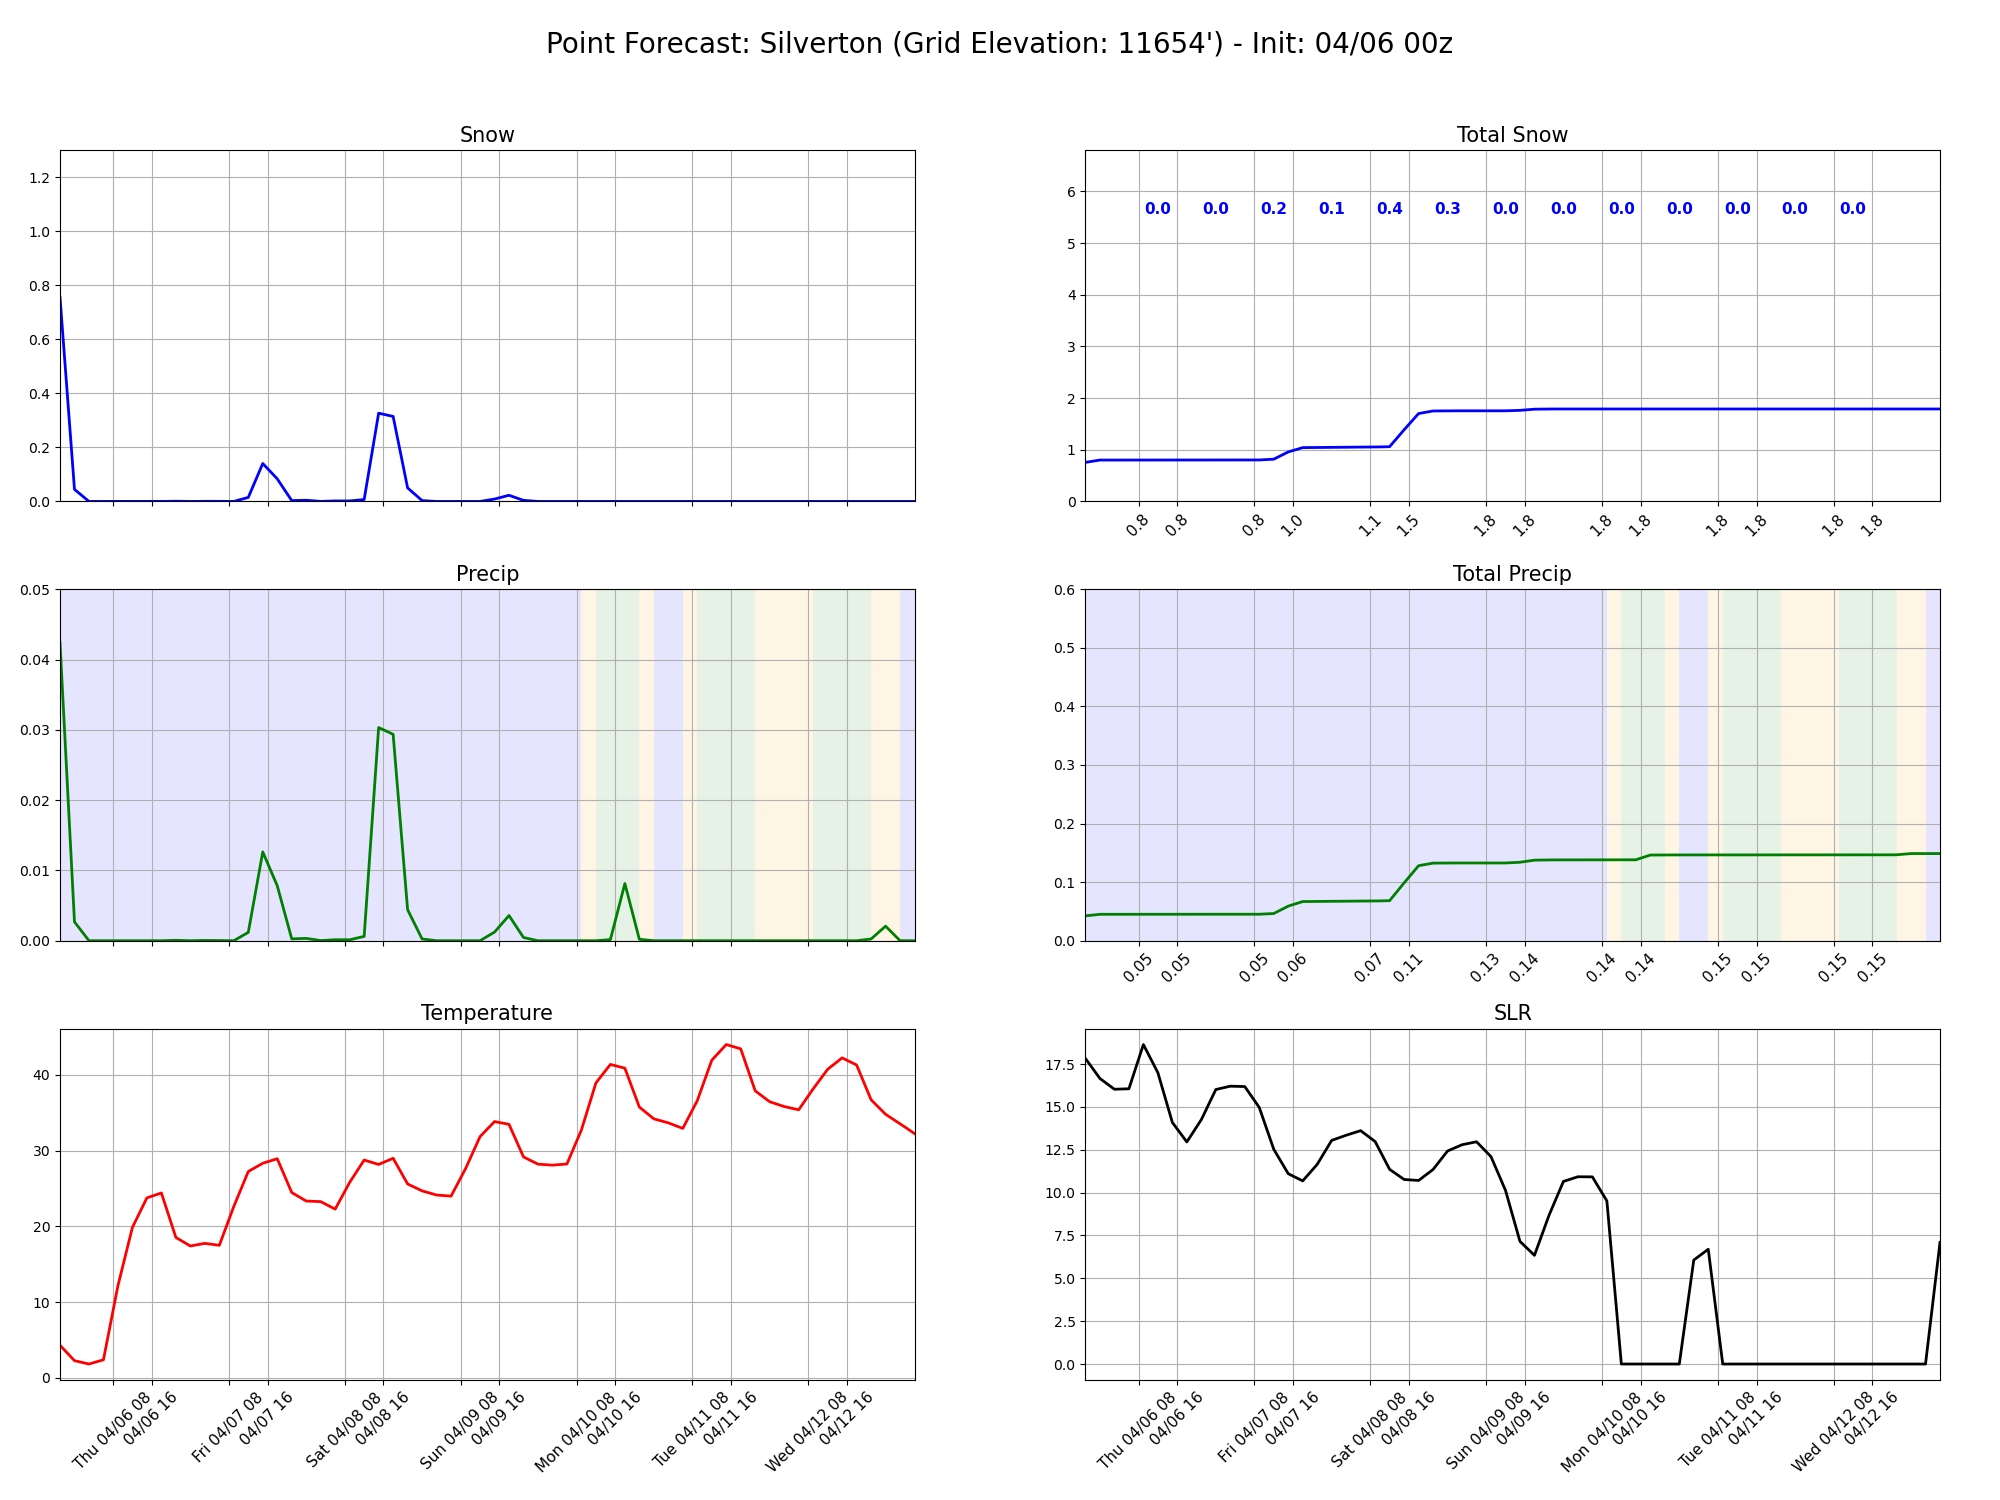 Point Forecast: Silverton (Grid Elevation: 11654') - Init: 04/06 00z
Snow
1.2
1.0
0.8
0.6
0.4
0.2
0.0
Total Snow
6
5
4
3
2
1
0
0.0 0.0 0.2 0.1 0.4 0.3 0.0 0.0 0.0 0.0 0.0 0.0 0.0
0.8 0.8 0.8 1.0 1.1 1.5 1.8 1.8 1.8 1.8 1.8 1.8 1.8 1.8
Precip
0.05
0.04
0.03
0.02
0.01
0.00
Total Precip
0.6
0.5
0.4
0.3
0.2
0.1
0.0
0.05 0.05 0.05 0.06 0.07 0.11 0.13 0.14 0.14 0.14 0.15 0.15 0.15 0.15
Temperature
40
30
20
10
0
Thu 04/06 08
04/06 16
Fri 04/07 08
04/07 16
Sat 04/08 08
04/08 16
Sun 04/09 08
04/09 16
Mon 04/10 08
04/10 16
Tue 04/11 08
04/11 16
Wed 04/12 08
04/12 16
SLR
17.5
15.0
12.5
10.0
7.5
5.0
2.5
0.0
Thu 04/06 08
04/06 16
Fri 04/07 08
04/07 16
Sat 04/08 08
04/08 16
Sun 04/09 08
04/09 16
Mon 04/10 08
04/10 16
Tue 04/11 08
04/11 16
Wed 04/12 08
04/12 16